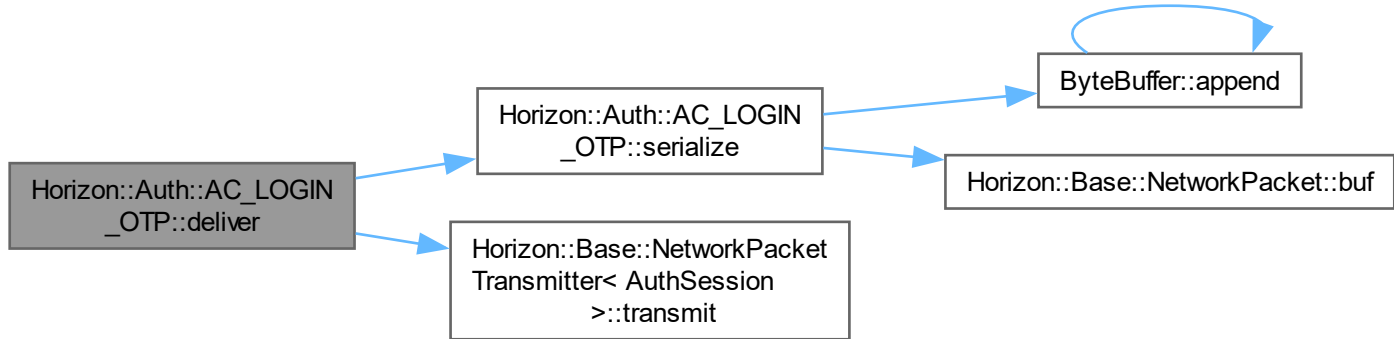 Horizon::Auth::AC_LOGIN
_OTP::deliver
Horizon::Auth::AC_LOGIN
_OTP::serialize
ByteBuffer::append
Horizon::Base::NetworkPacket::buf
Horizon::Base::NetworkPacket
Transmitter< AuthSession
>::transmit